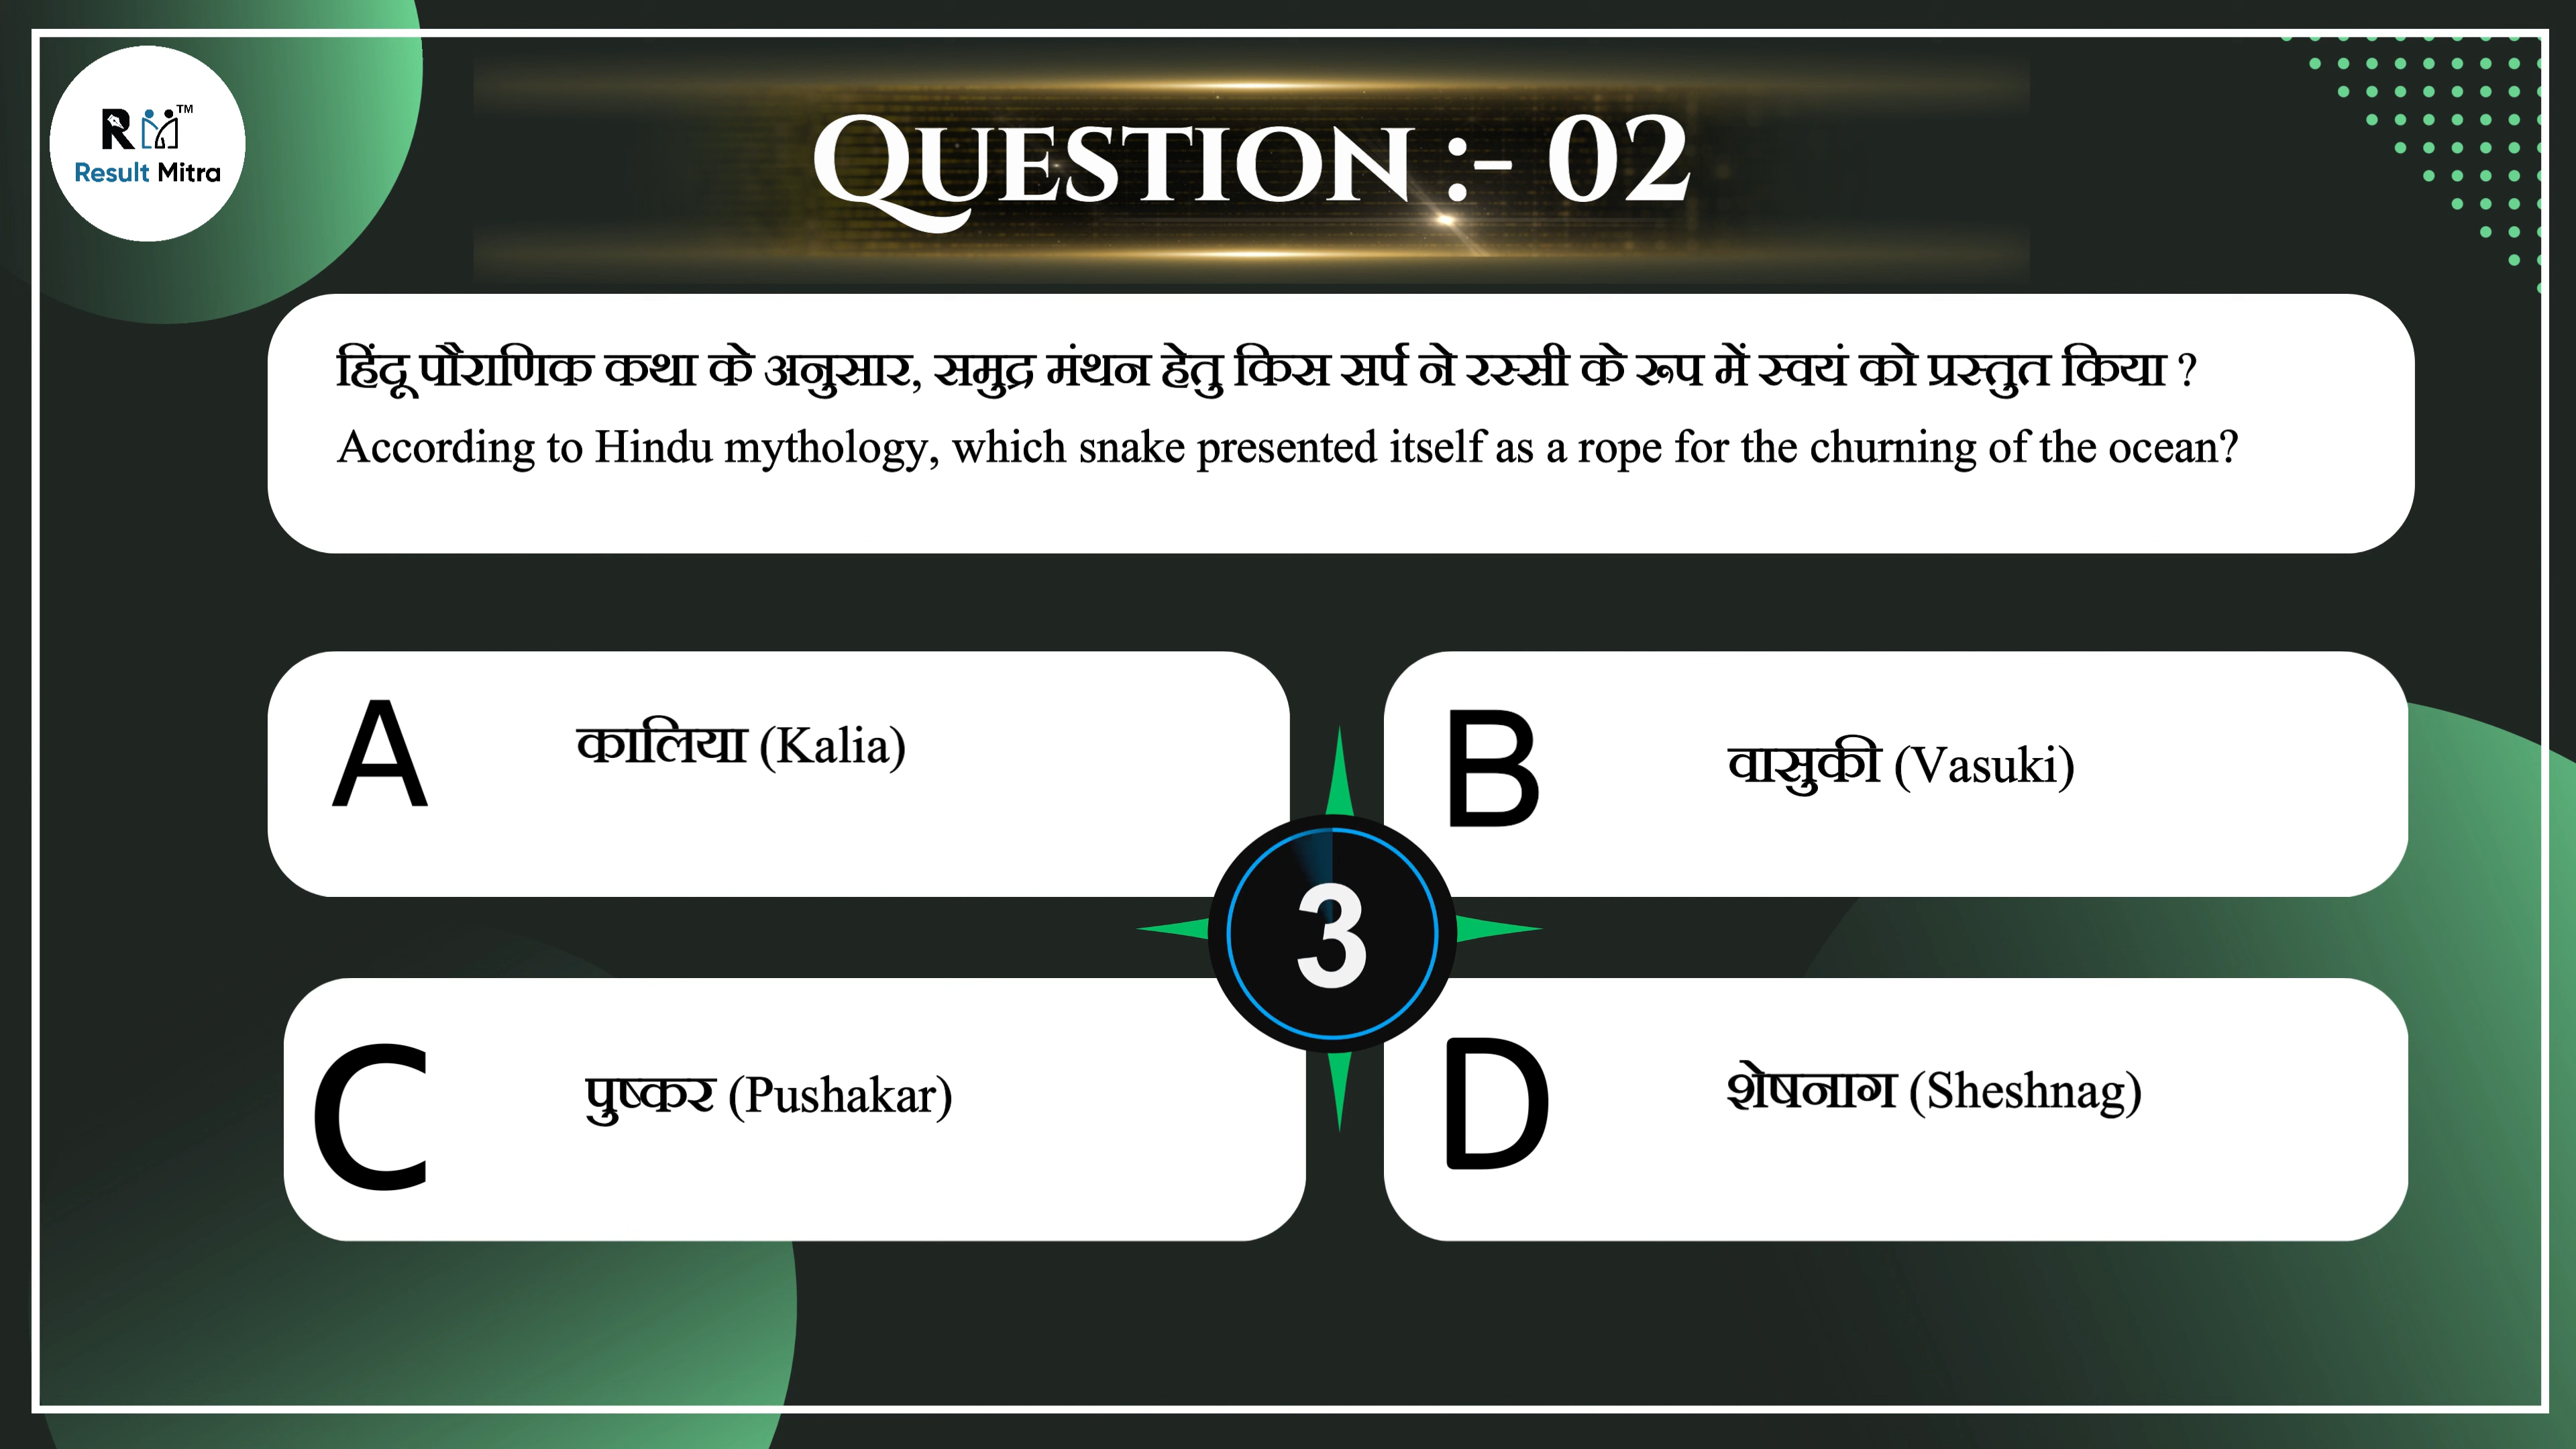 R TM
Result Mitra
QUESTION :- 02
हिंदू पौराणिक कथा के अनुसार, समुद्र मंथन हेतु किस सर्प ने रस्सी के रूप में स्वयं को प्रस्तुत किया ?
According to Hindu mythology, which snake presented itself as a rope for the churning of the ocean?
A कालिया (Kalia)
B वासुकी (Vasuki)
3
C पुष्कर (Pushakar)
D शेषनाग (Sheshnag)